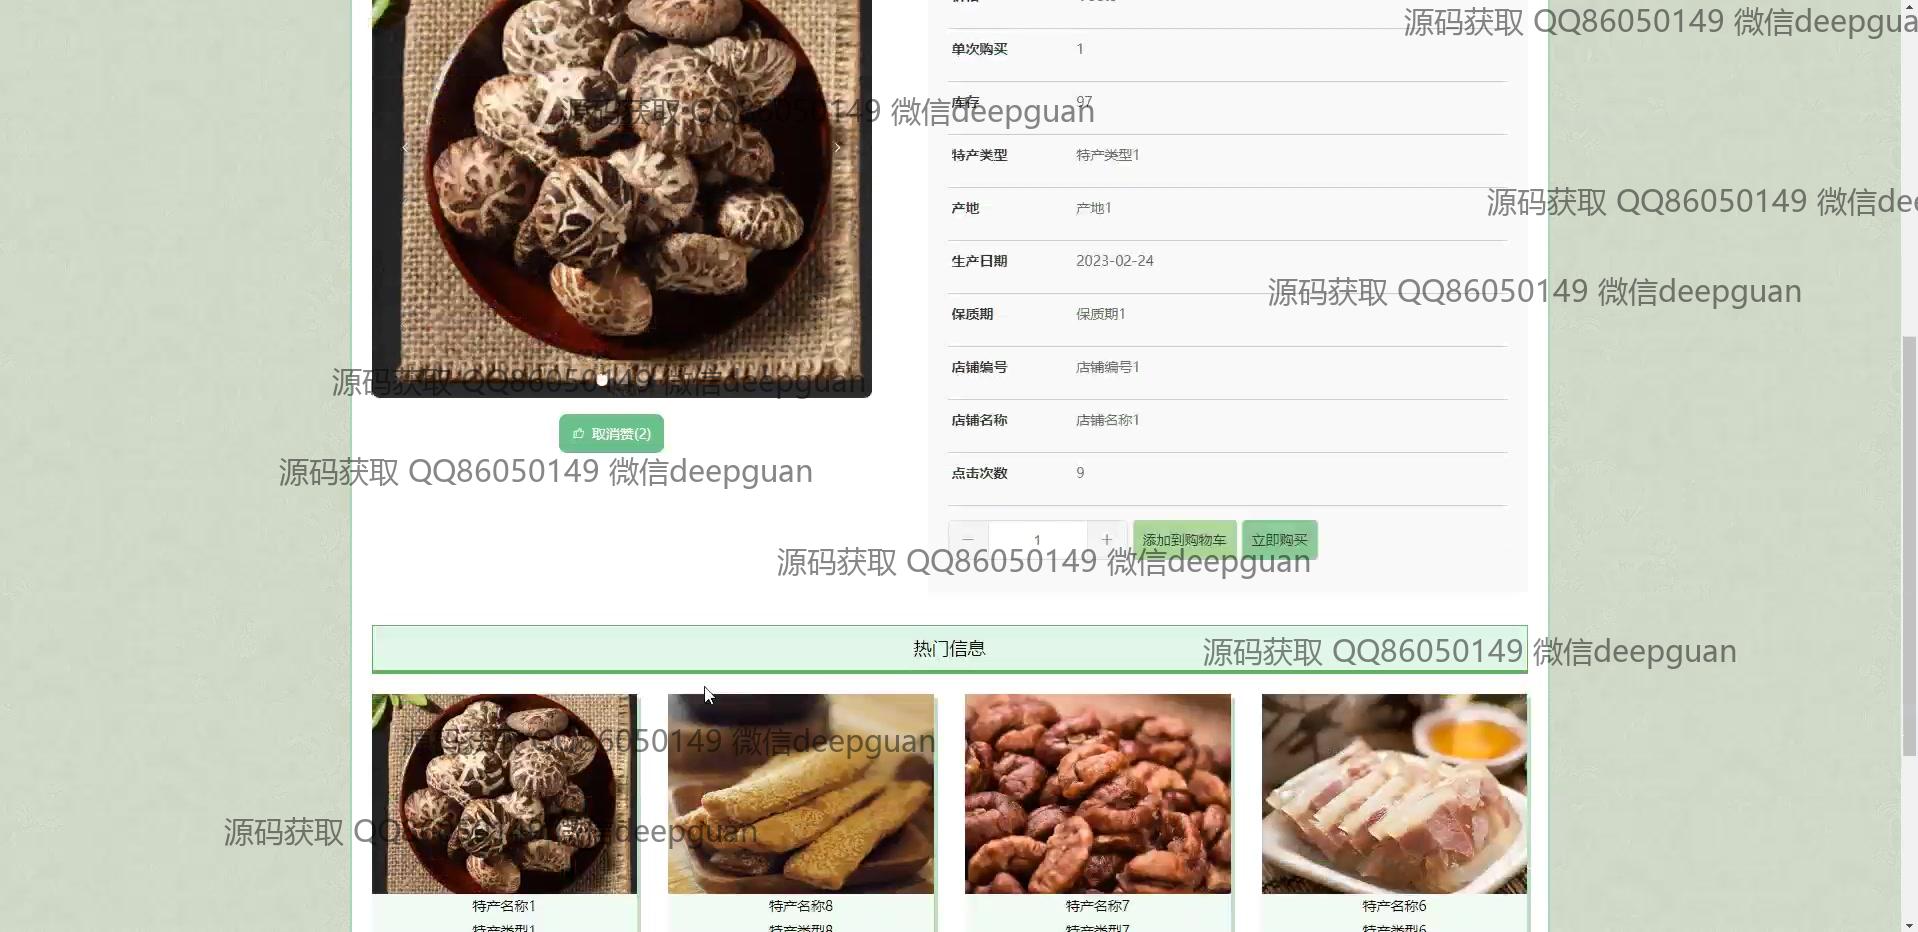 源码获取 QQ86050149 微信deepgua
单次购买 1
库存 97
源码获取 QQ86050149 微信deepguan
特产类型 特产类型1
源码获取 QQ86050149 微信dee
产地 产地1
生产日期 2023-02-24
源码获取 QQ86050149 微信deepguan
保质期 保质期1
店铺编号 店铺编号1
源码获取 QQ86050149 微信deepguan
店铺名称 店铺名称1
取消赞(2)
源码获取 QQ86050149 微信deepguan
点击次数 9
1 添加到购物车 立即购买
源码获取 QQ86050149 微信deepguan
热门信息
源码获取 QQ86050149 微信deepguan
源码获取 QQ86050149 微信deepguan
源码获取 QQ86050149 微信deepguan
特产名称1 特产名称8 特产名称7 特产名称6
特产类型1 特产类型8 特产类型7 特产类型6